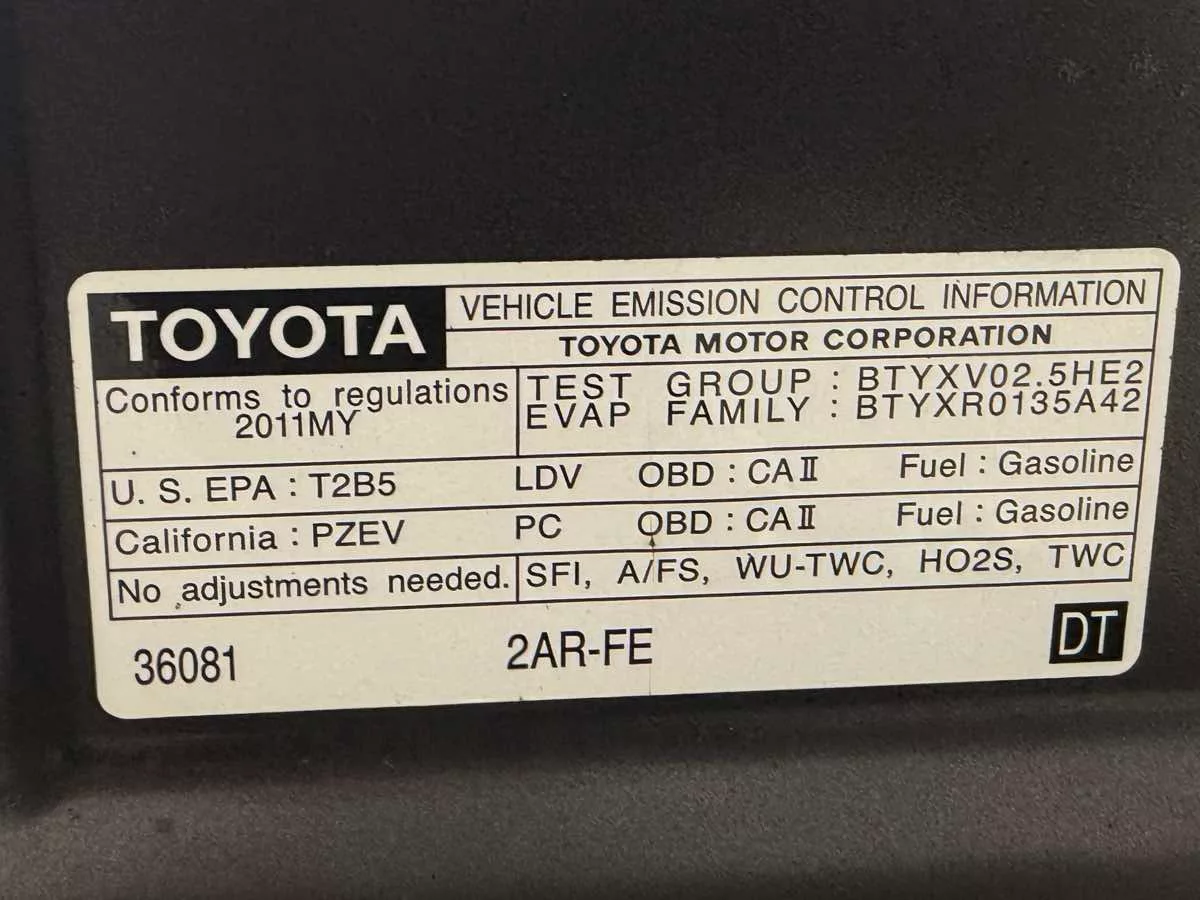 TOYOTA
VEHICLE EMISSION CONTROL INFORMATION
TOYOTA MOTOR CORPORATION
Conforms to regulations
2011MY
TEST GROUP : BTYXV02.5HE2
EVAP FAMILY : BTYXR0135A42
U. S. EPA : T2B5 LDV OBD : CAⅡ Fuel : Gasoline
California : PZEV PC OBD : CAⅡ Fuel : Gasoline
No adjustments needed. SFI, A/FS, WU-TWC, HO2S, TWC
36081 2AR-FE DT